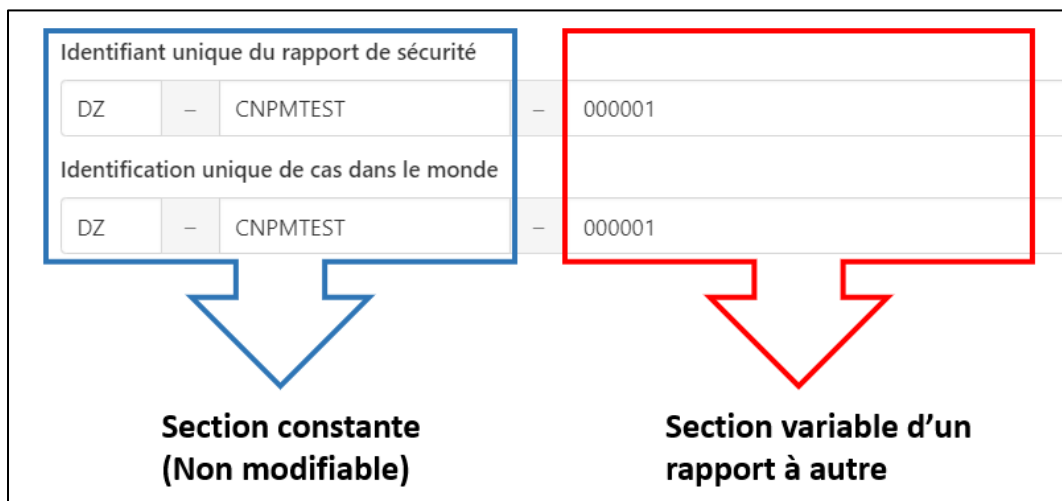 Identifiant unique du rapport de sécurité
DZ – CNPMTEST – 000001
Identification unique de cas dans le monde
DZ – CNPMTEST – 000001
Section constante
(Non modifiable)
Section variable d’un
rapport à autre